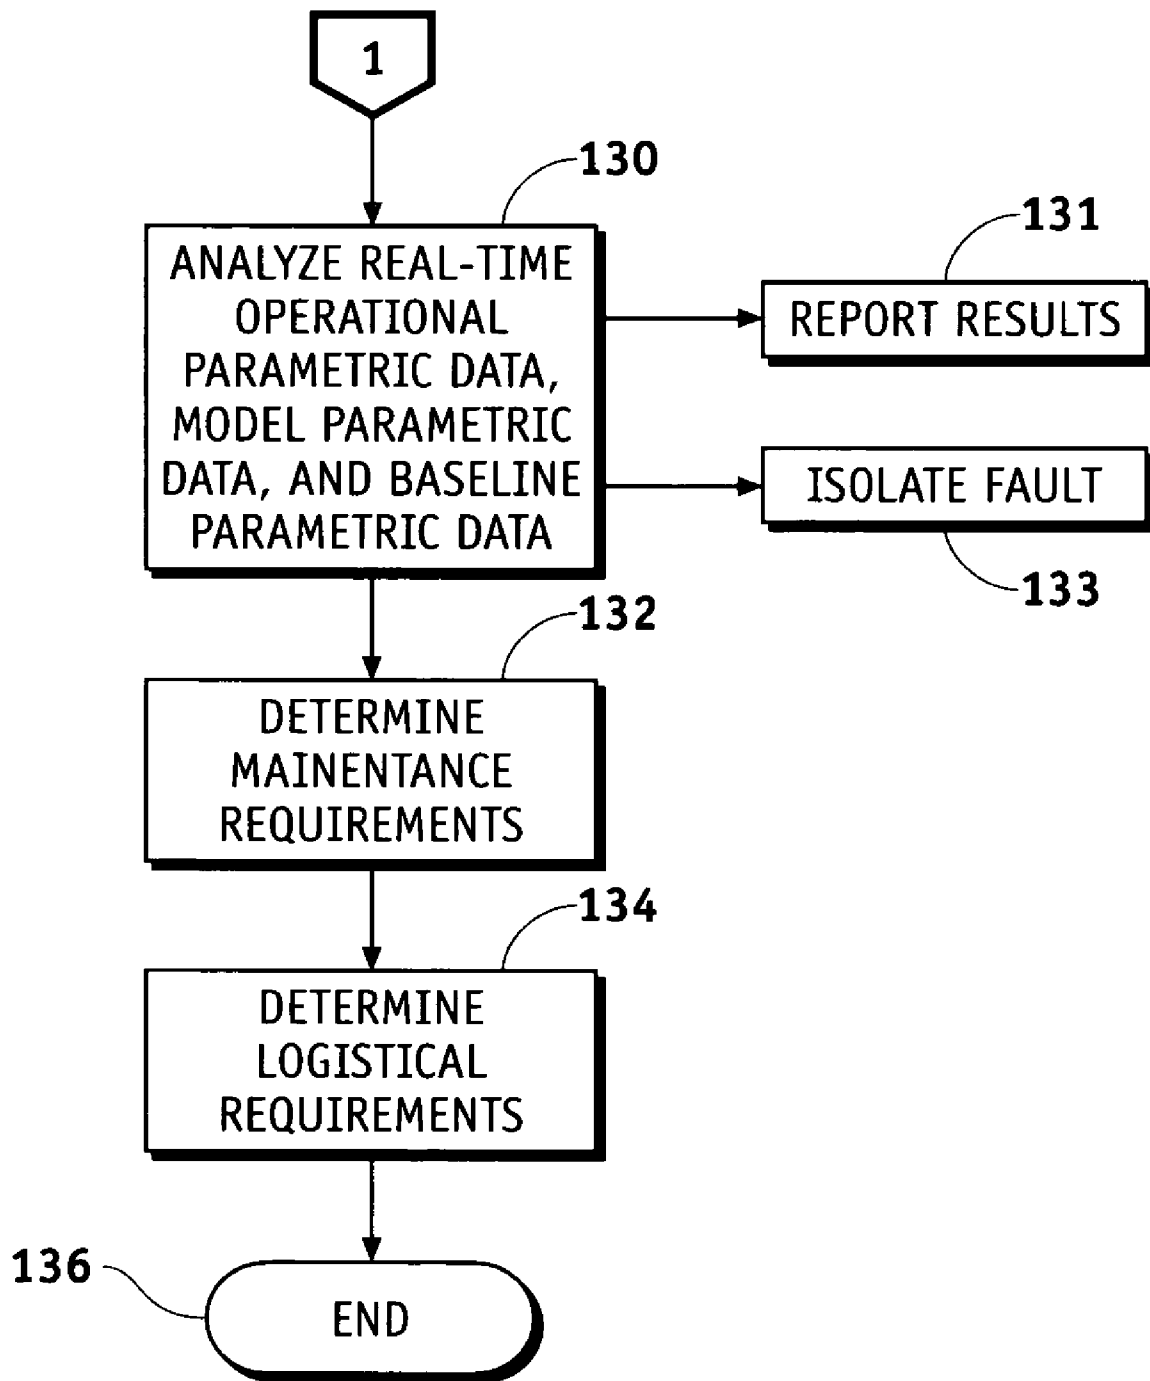 1
130
ANALYZE REAL-TIME
OPERATIONAL
PARAMETRIC DATA,
MODEL PARAMETRIC
DATA, AND BASELINE
PARAMETRIC DATA
131
REPORT RESULTS
ISOLATE FAULT
133
132
DETERMINE
MAINENTANCE
REQUIREMENTS
134
DETERMINE
LOGISTICAL
REQUIREMENTS
136
END